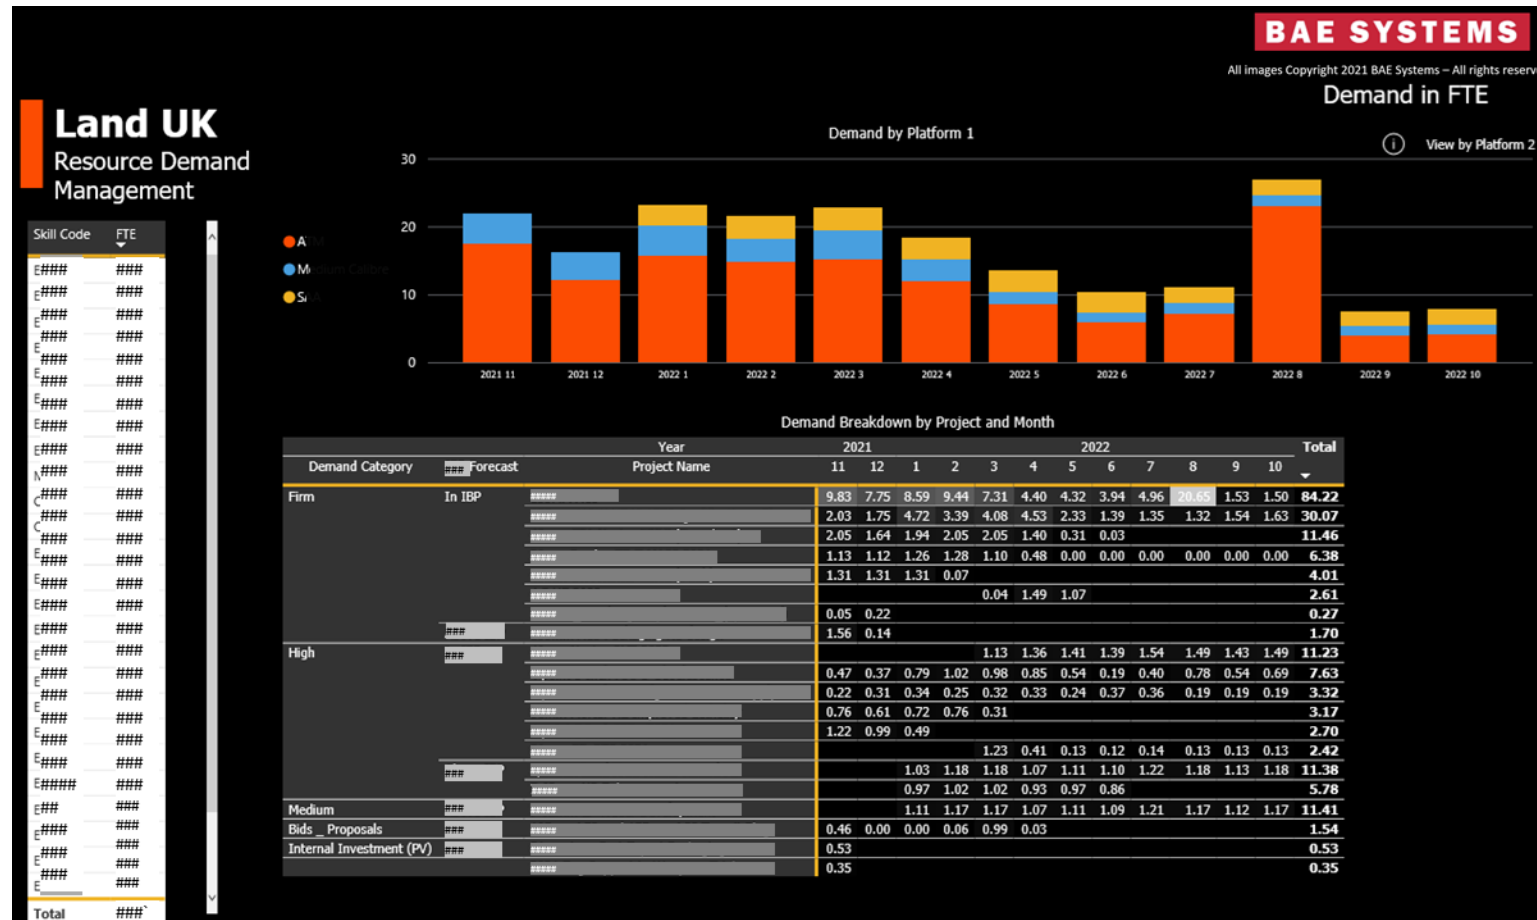 BAE SYSTEMS
All images Copyright 2021 BAE Systems – All rights reserv
Demand in FTE
Land UK
Resource Demand
Management
Demand by Platform 1
View by Platform 2
30
20
10
0
2021 11 2021 12 2022 1 2022 2 2022 3 2022 4 2022 5 2022 6 2022 7 2022 8 2022 9 2022 10
Skill Code FTE
E### ###
E### ###
E### ###
### ###
E### ###
E### ###
E### ###
E### ###
E### ###
M### ###
C### ###
C### ###
### ###
E### ###
E### ###
E### ###
E### ###
E### ###
E### ###
### ###
E### ###
E### ###
E### ###
E##### ###
E## ###
E### ###
### ###
E### ###
E ###
Total ###`
Demand Breakdown by Project and Month
Year 2021 2022 Total
Demand Category ### Forecast Project Name 11 12 1 2 3 4 5 6 7 8 9 10
Firm In IBP ##### 9.83 7.75 8.59 9.44 7.31 4.40 4.32 3.94 4.96 20.65 1.53 1.50 84.22
##### 2.03 1.75 4.72 3.39 4.08 4.53 2.33 1.39 1.35 1.32 1.54 1.63 30.07
##### 2.05 1.64 1.94 2.05 2.05 1.40 0.31 0.03 11.46
##### 1.13 1.12 1.26 1.28 1.10 0.48 0.00 0.00 0.00 0.00 0.00 0.00 6.38
##### 1.31 1.31 1.31 0.07 4.01
##### 0.04 1.49 1.07 2.61
##### 0.05 0.22 0.27
### ##### 1.56 0.14 1.70
High ### ##### 1.13 1.36 1.41 1.39 1.54 1.49 1.43 1.49 11.23
##### 0.47 0.37 0.79 1.02 0.98 0.85 0.54 0.19 0.40 0.78 0.54 0.69 7.63
##### 0.22 0.31 0.34 0.25 0.32 0.33 0.24 0.37 0.36 0.19 0.19 0.19 3.32
##### 0.76 0.61 0.72 0.76 0.31 3.17
##### 1.22 0.99 0.49 2.70
##### 1.23 0.41 0.13 0.12 0.14 0.13 0.13 0.13 2.42
### ##### 1.03 1.18 1.18 1.07 1.11 1.10 1.22 1.18 1.13 1.18 11.38
##### 0.97 1.02 1.02 0.93 0.97 0.86 5.78
Medium ### ##### 1.11 1.17 1.17 1.07 1.11 1.09 1.21 1.17 1.12 1.17 11.41
Bids _ Proposals ### ##### 0.46 0.00 0.00 0.06 0.99 0.03 1.54
Internal Investment (PV) ### ##### 0.53 0.53
##### 0.35 0.35